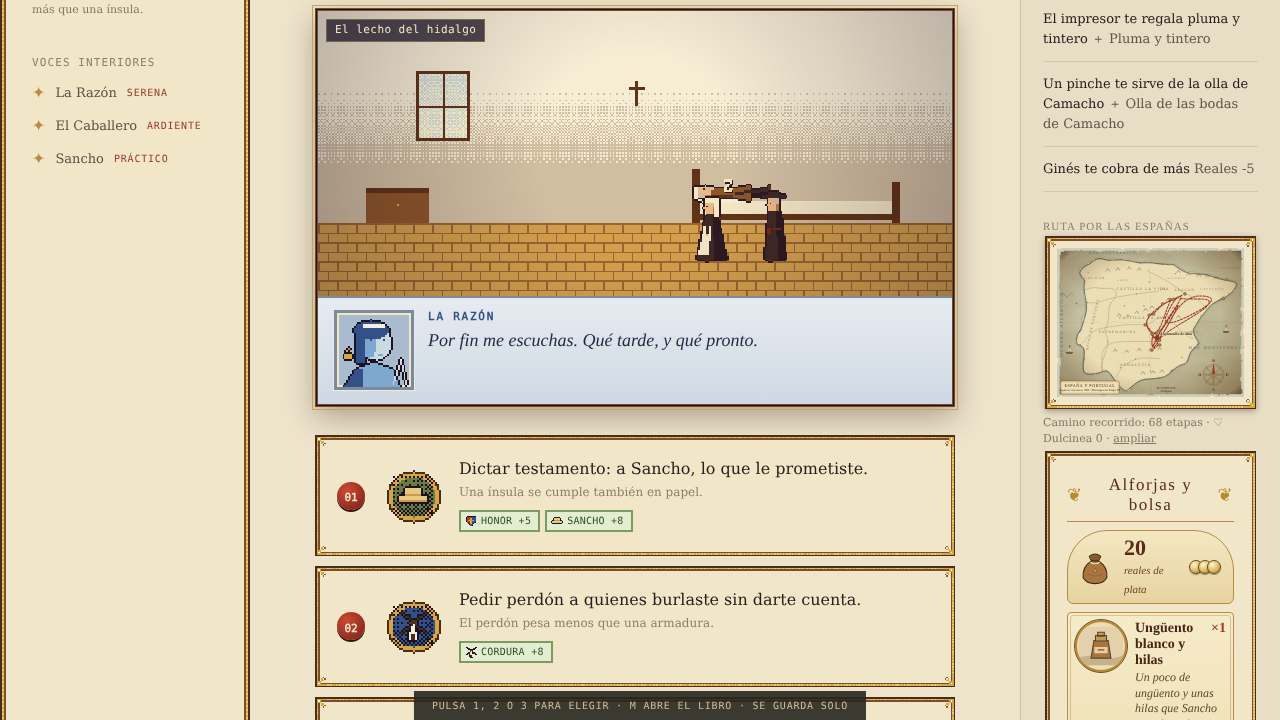 más que una ínsula.
VOCES INTERIORES
La Razón SERENA
El Caballero ARDIENTE
Sancho PRÁCTICO
El lecho del hidalgo
LA RAZÓN
Por fin me escuchas. Qué tarde, y qué pronto.
01
Dictar testamento: a Sancho, lo que le prometiste.
Una ínsula se cumple también en papel.
HONOR +5
SANCHO +8
02
Pedir perdón a quienes burlaste sin darte cuenta.
El perdón pesa menos que una armadura.
CORDURA +8
PULSA 1, 2 O 3 PARA ELEGIR · M ABRE EL LIBRO · SE GUARDA SOLO
El impresor te regala pluma y
tintero + Pluma y tintero
Un pinche te sirve de la olla de
Camacho + Olla de las bodas
de Camacho
Ginés te cobra de más Reales -5
RUTA POR LAS ESPAÑAS
ESPAÑA Y PORTUGAL
Camino recorrido: 68 etapas · ♡
Dulcinea 0 · ampliar
Alforjas y
bolsa
20
reales de
plata
Ungüento ×1
blanco y
hilas
Un poco de
ungüento y unas
hilas que Sancho